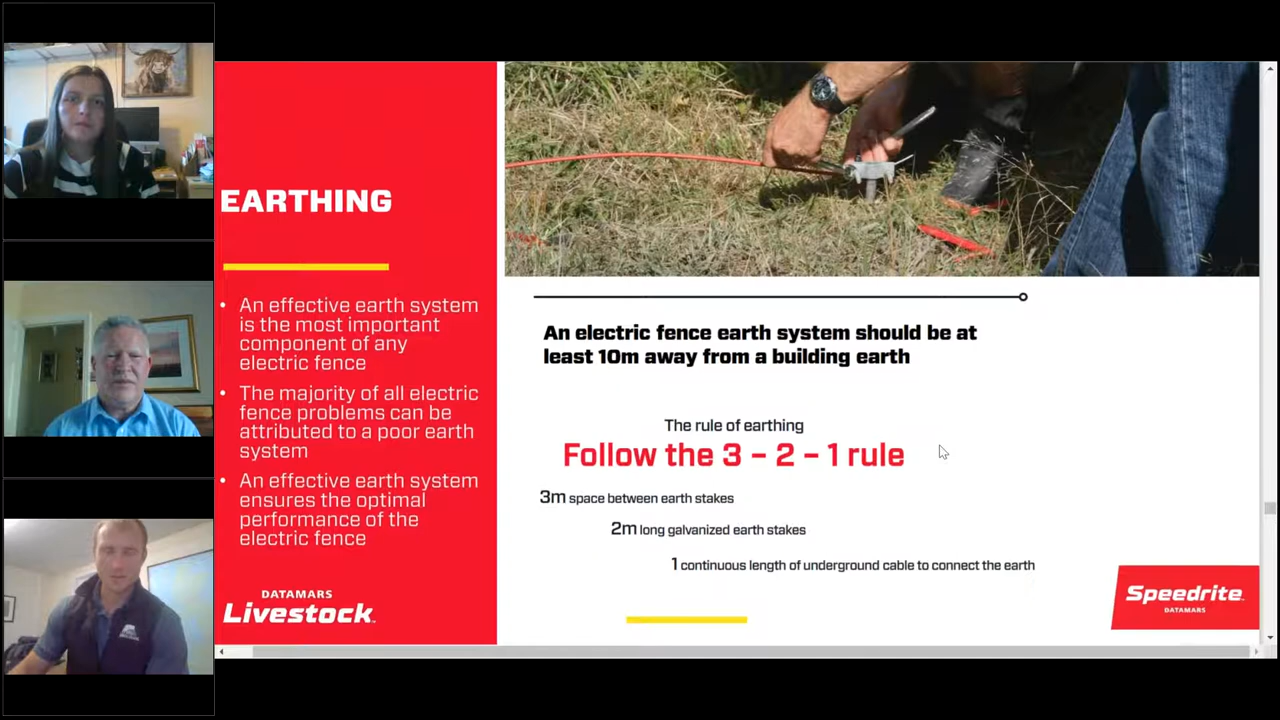 EARTHING
• An effective earth system
is the most important
component of any
electric fence
• The majority of all electric
fence problems can be
attributed to a poor earth
system
• An effective earth system
ensures the optimal
performance of the
electric fence
DATAMARS
Livestock
An electric fence earth system should be at
least 10m away from a building earth
The rule of earthing
Follow the 3 – 2 – 1 rule
3m space between earth stakes
2m long galvanized earth stakes
1 continuous length of underground cable to connect the earth
Speedrite
DATAMARS